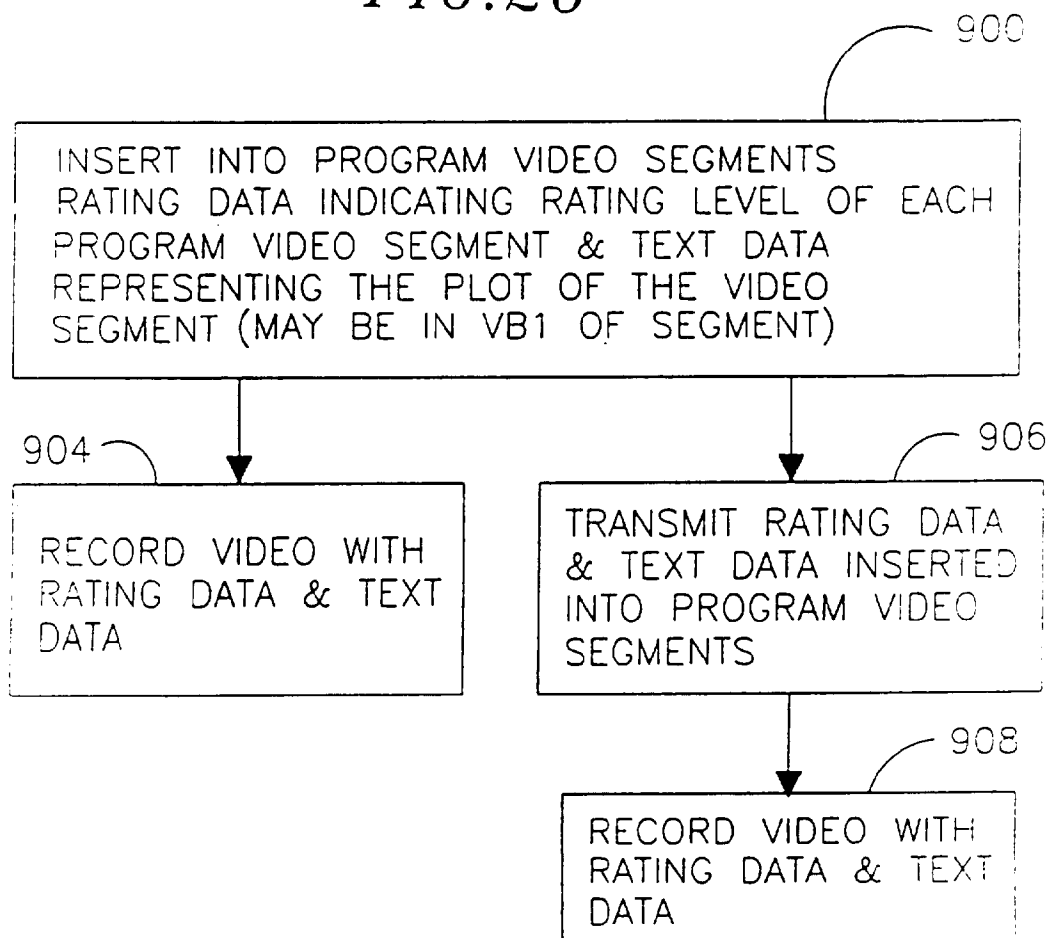 FIG.26
900
INSERT INTO PROGRAM VIDEO SEGMENTS
RATING DATA INDICATING RATING LEVEL OF EACH
PROGRAM VIDEO SEGMENT & TEXT DATA
REPRESENTING THE PLOT OF THE VIDEO
SEGMENT (MAY BE IN VB1 OF SEGMENT)
904
RECORD VIDEO WITH
RATING DATA & TEXT
DATA
906
TRANSMIT RATING DATA
& TEXT DATA INSERTED
INTO PROGRAM VIDEO
SEGMENTS
908
RECORD VIDEO WITH
RATING DATA & TEXT
DATA